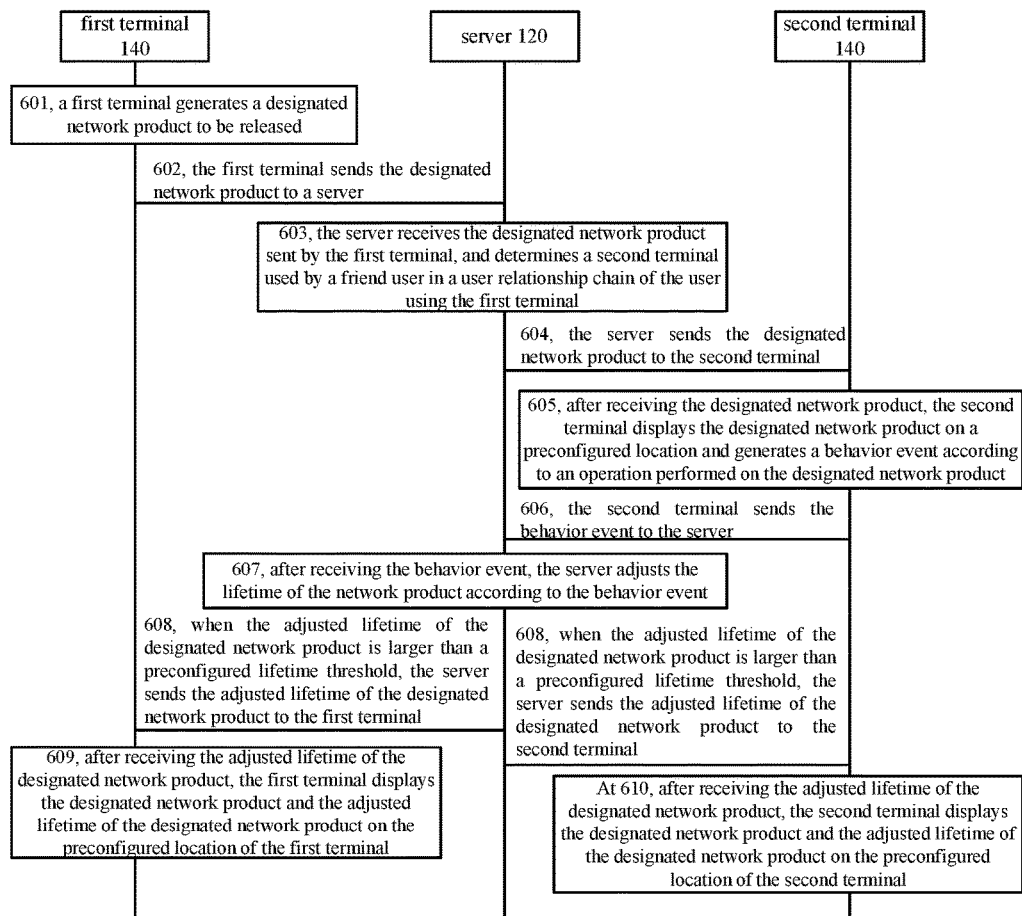 first terminal
140
server 120
second terminal
140
601, a first terminal generates a designated
network product to be released
602, the first terminal sends the designated
network product to a server
603, the server receives the designated network product
sent by the first terminal, and determines a second terminal
used by a friend user in a user relationship chain of the user
using the first terminal
604, the server sends the designated
network product to the second terminal
605, after receiving the designated network product, the second
terminal displays the designated network product on a
preconfigured location and generates a behavior event according
to an operation performed on the designated network product
606, the second terminal sends the
behavior event to the server
607, after receiving the behavior event, the server adjusts the
lifetime of the network product according to the behavior event
608, when the adjusted lifetime of the
designated network product is larger than a
preconfigured lifetime threshold, the server
sends the adjusted lifetime of the designated
network product to the first terminal
608, when the adjusted lifetime of the
designated network product is larger than
a preconfigured lifetime threshold, the
server sends the adjusted lifetime of the
designated network product to the
second terminal
609, after receiving the adjusted lifetime of the
designated network product, the first terminal displays
the designated network product and the adjusted
lifetime of the designated network product on the
preconfigured location of the first terminal
At 610, after receiving the adjusted lifetime of the
designated network product, the second terminal displays
the designated network product and the adjusted lifetime of
the designated network product on the preconfigured
location of the second terminal